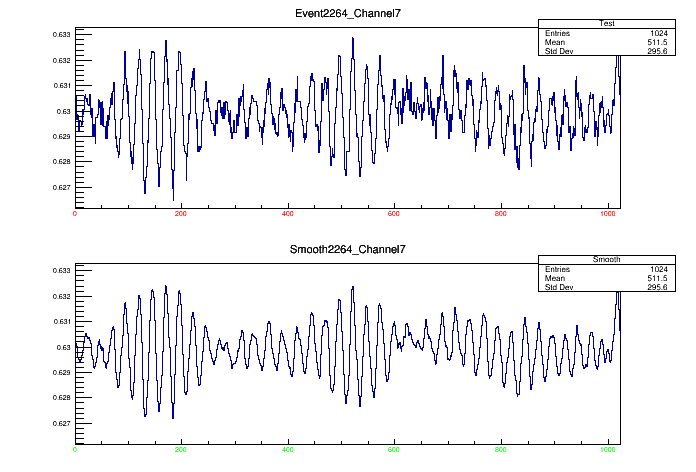 Event2264_Channel7
Test
Entries 1024
Mean 511.5
Std Dev 295.6
0.633
0.632
0.631
0.63
0.629
0.628
0.627
0 200 400 600 800 1000
Smooth2264_Channel7
Smooth
Entries 1024
Mean 511.5
Std Dev 295.6
0.633
0.632
0.631
0.63
0.629
0.628
0.627
0 200 400 600 800 1000